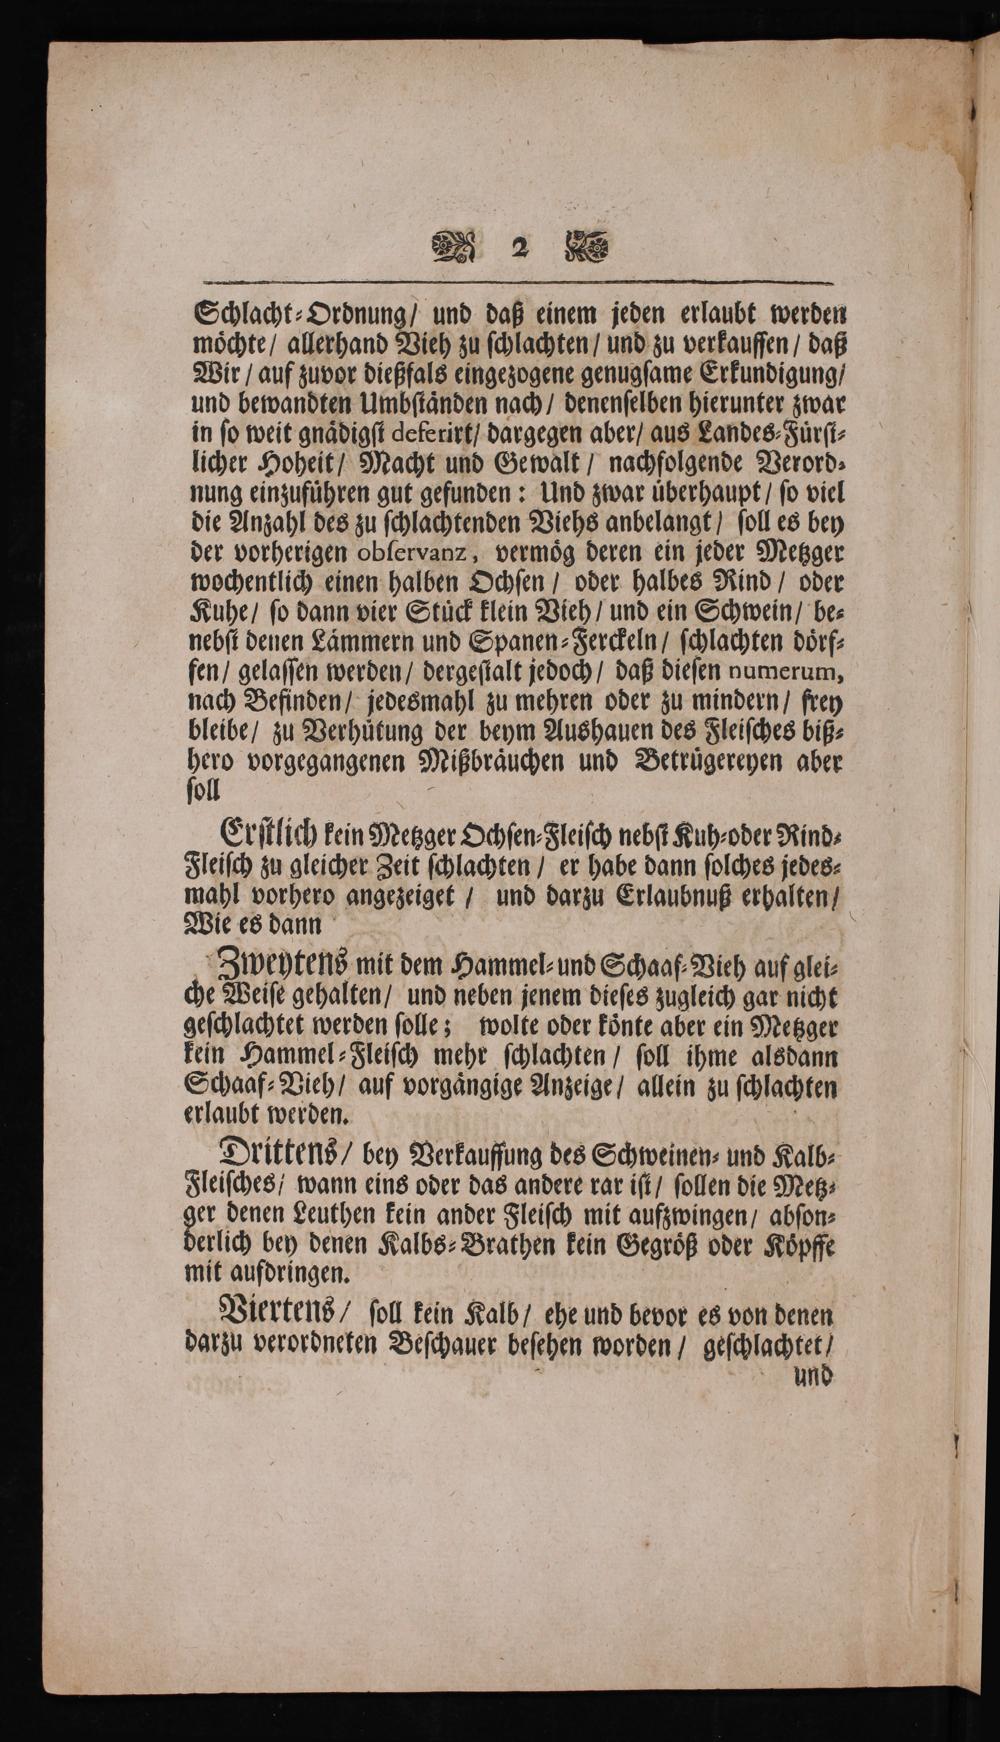 2
Schlacht-Ordnung/ und daß einem jeden erlaubt werden
möchte/ allerhand Vieh zu schlachten/ und zu verkauffen/ daß
Wir/ auf zuvor dießfals eingezogene genugsame Erkundigung/
und bewandten Umbständen nach/ denenselben hierunter zwar
in so weit gnädigst deferirt/ dargegen aber/ aus Landes-Fürst-
licher Hoheit/ Macht und Gewalt/ nachfolgende Verord-
nung einzuführen gut gefunden: Und zwar überhaupt/ so viel
die Anzahl des zu schlachtenden Viehs anbelangt/ soll es bey
der vorherigen observanz, vermög deren ein jeder Metzger
wochentlich einen halben Ochsen/ oder halbes Rind/ oder
Kuhe/ so dann vier Stück klein Vieh/ und ein Schwein/ be-
nebst denen Lämmern und Spanen-Ferckeln/ schlachten dörf-
fen/ gelassen werden/ dergestalt jedoch/ daß diesen numerum,
nach Befinden/ jedesmahl zu mehren oder zu mindern/ frey
bleibe/ zu Verhütung der beym Aushauen des Fleisches biß-
hero vorgegangenen Mißbräuchen und Betrügereyen aber
soll
Erstlich kein Metzger Ochsen-Fleisch nebst Kuh-oder Rind-
Fleisch zu gleicher Zeit schlachten/ er habe dann solches jedes-
mahl vorhero angezeiget/ und darzu Erlaubnuß erhalten/
Wie es dann
Zweytens mit dem Hammel-und Schaaf-Vieh auf glei-
che Weise gehalten/ und neben jenem dieses zugleich gar nicht
geschlachtet werden solle; wolte oder könte aber ein Metzger
kein Hammel-Fleisch mehr schlachten/ soll ihme alsdann
Schaaf-Vieh/ auf vorgängige Anzeige/ allein zu schlachten
erlaubt werden.
Drittens/ bey Verkauffung des Schweinen- und Kalb-
Fleisches/ wann eins oder das andere rar ist/ sollen die Metz-
ger denen Leuthen kein ander Fleisch mit aufzwingen/ abson-
derlich bey denen Kalbs-Brathen kein Gegröß oder Köpffe
mit aufdringen.
Viertens/ soll kein Kalb/ ehe und bevor es von denen
darzu verordneten Beschauer besehen worden/ geschlachtet/
und